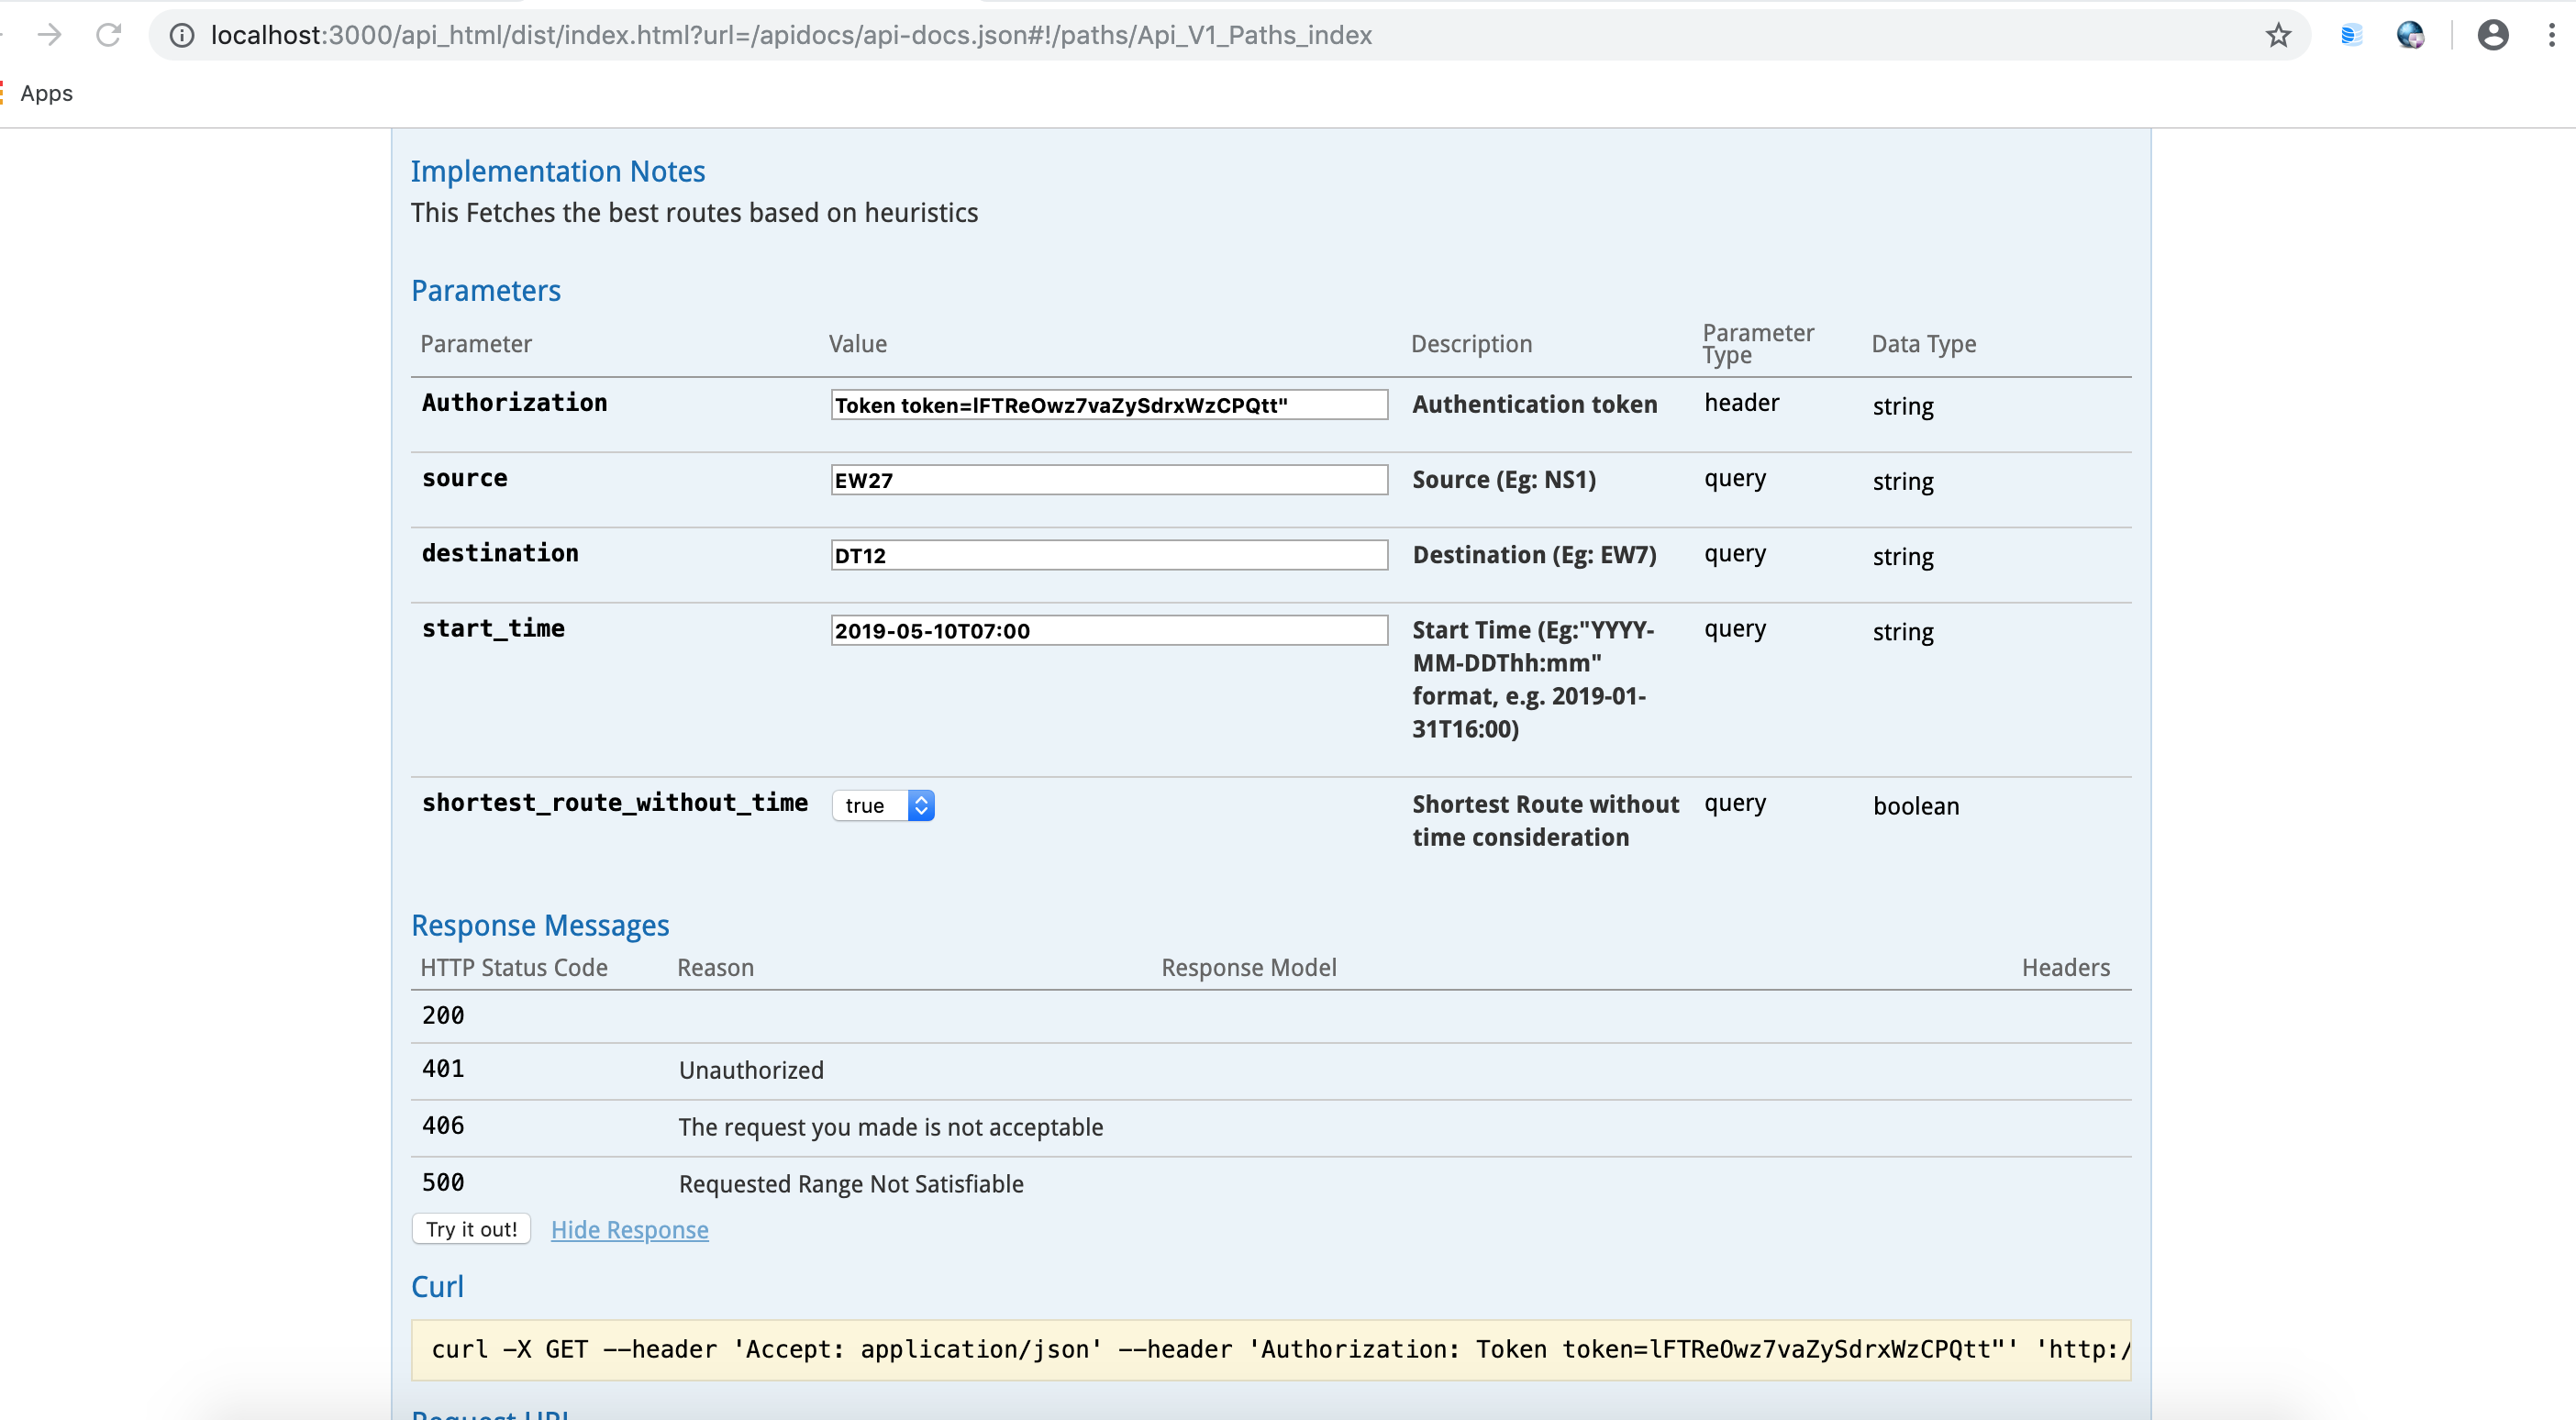 localhost:3000/api_html/dist/index.html?url=/apidocs/api-docs.json#!/paths/Api_V1_Paths_index
Apps
Implementation Notes
This Fetches the best routes based on heuristics
Parameters
Parameter Value Description Parameter Type Data Type
Authorization Token token=lFTReOwz7vaZySdrxWzCPQtt" Authentication token header string
source EW27 Source (Eg: NS1) query string
destination DT12 Destination (Eg: EW7) query string
start_time 2019-05-10T07:00 Start Time (Eg:"YYYY- query string
MM-DDThh:mm"
format, e.g. 2019-01-
31T16:00)
shortest_route_without_time true Shortest Route without query boolean
time consideration
Response Messages
HTTP Status Code Reason Response Model Headers
200
401 Unauthorized
406 The request you made is not acceptable
500 Requested Range Not Satisfiable
Try it out! Hide Response
Curl
curl -X GET --header 'Accept: application/json' --header 'Authorization: Token token=lFTReOwz7vaZySdrxWzCPQtt"' 'http:/
Request URL